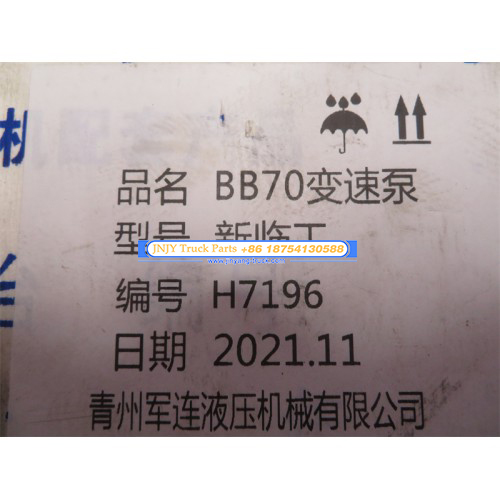 机
品名 BB70变速泵
型号 新临工
JNJY Truck Parts +86 18754130588
编号 H7196
日期 2021.11
青州军连液压机械有限公司